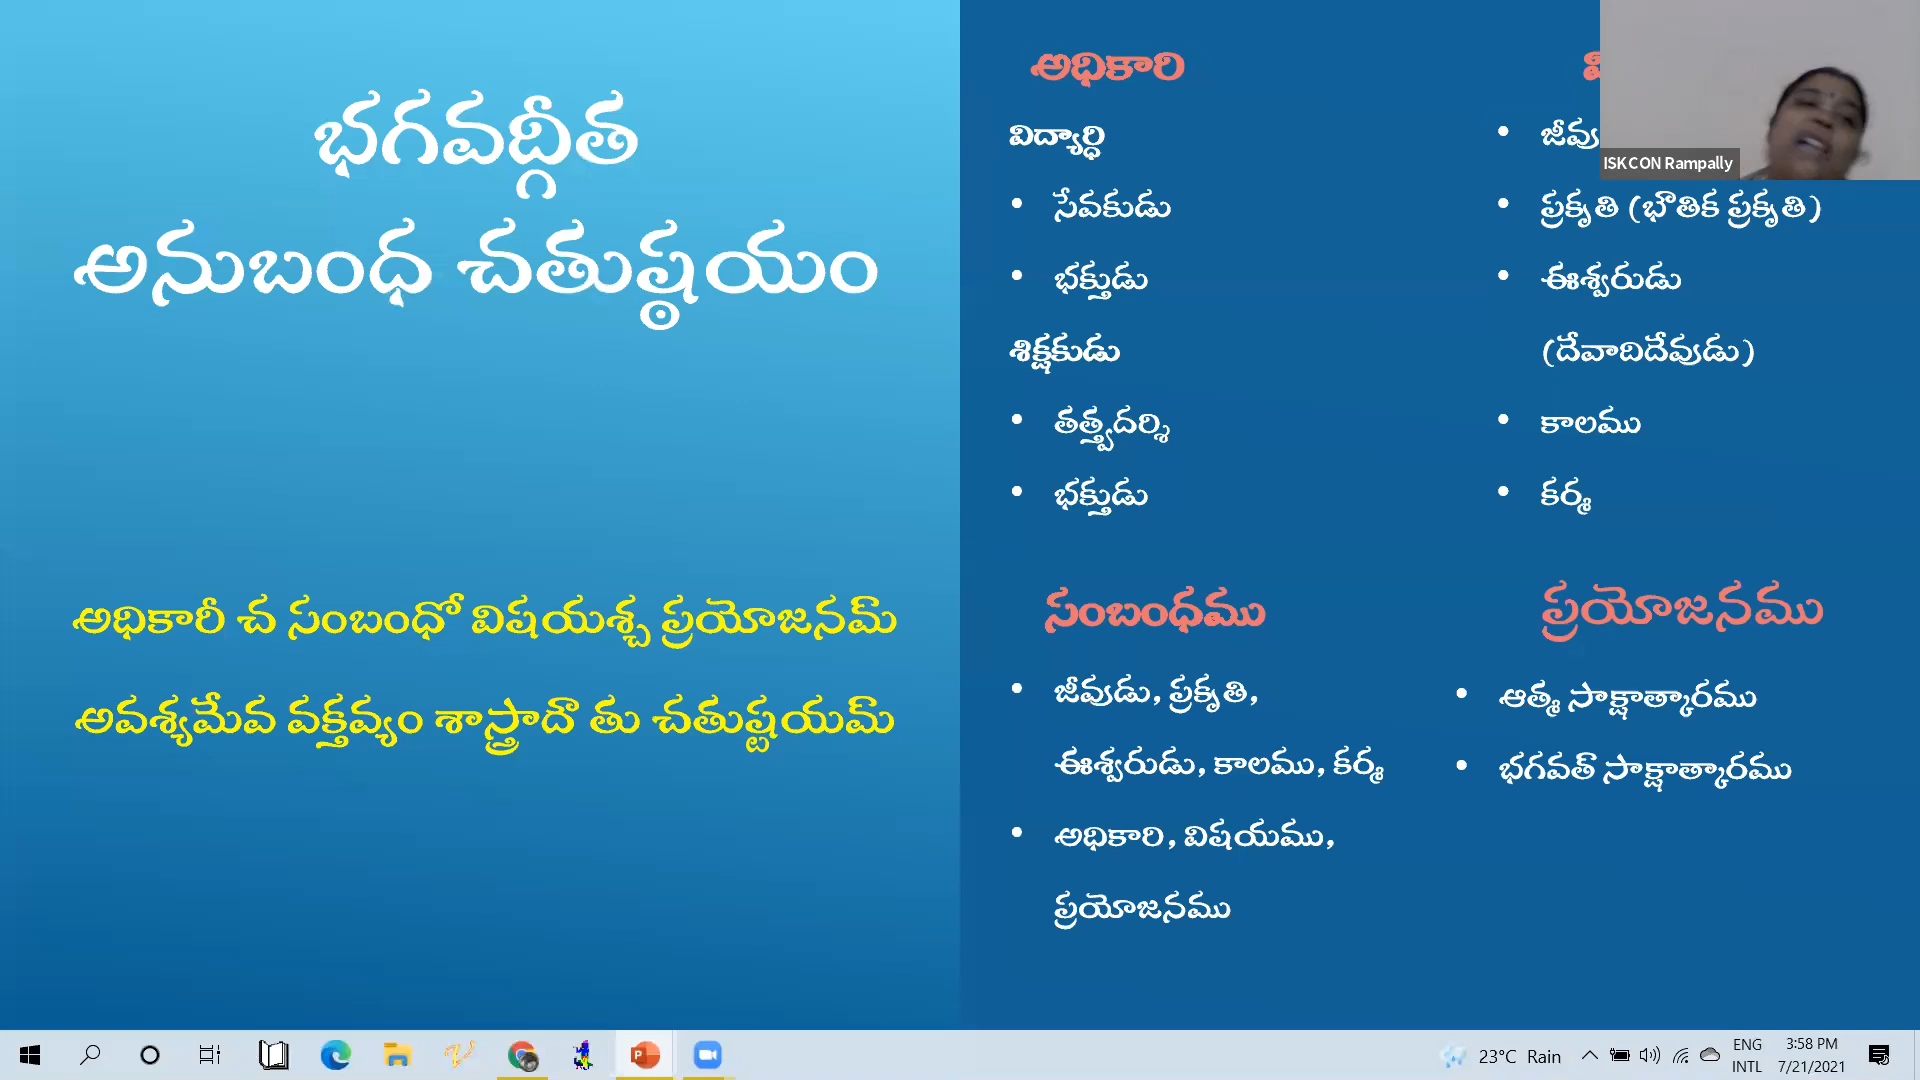 భగవద్గీత
అనుబంధ చతుష్ఠయం
అధికారీ చ సంబంధో విషయశ్చ ప్రయోజనమ్
అవశ్యమేవ వక్తవ్యం శాస్త్రాదౌ తు చతుష్టయమ్
అధికారి
విద్యార్ధి
• సేవకుడు
• భక్తుడు
శిక్షకుడు
• తత్త్వదర్శి
• భక్తుడు
• ప్రకృతి (భౌతిక ప్రకృతి)
• ఈశ్వరుడు
(దేవాదిదేవుడు)
• కాలము
• కర్మ
సంబంధము
• జీవుడు, ప్రకృతి,
ఈశ్వరుడు, కాలము, కర్మ
• అధికారి, విషయము,
ప్రయోజనము
ప్రయోజనము
• ఆత్మ సాక్షాత్కారము
• భగవత్ సాక్షాత్కారము
ISKCON Rampally
23°C Rain
ENG
INTL
3:58 PM
7/21/2021